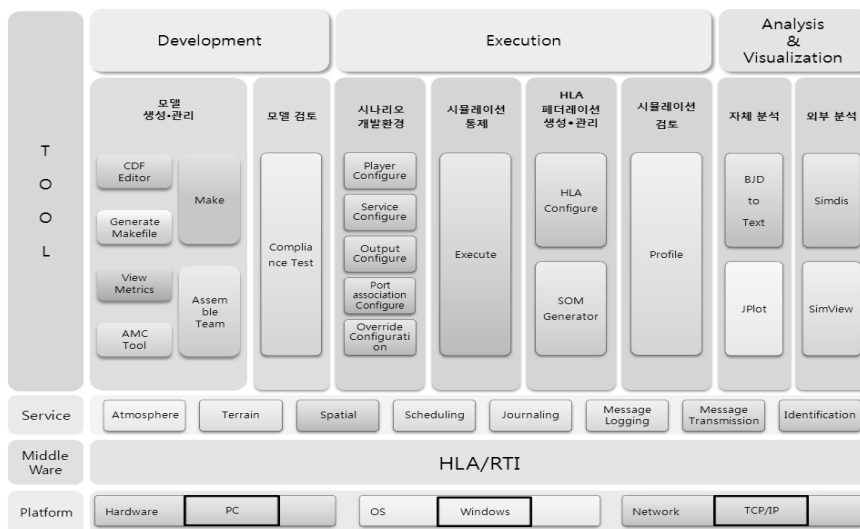 Development
Execution
Analysis
&
Visualization
T
O
O
L
모델
생성•관리
CDF
Editor
Generate
Makefile
View
Metrics
AMC
Tool
Make
Assem
ble
Team
모델 검토
Complia
nce Test
시나리오
개발환경
Player
Configure
Service
Configure
Output
Configure
Port
association
Configure
Override
Configurati
on
시뮬레이션
통제
Execute
HLA
페더레이션
생성•관리
HLA
Configure
SOM
Generator
시뮬레이션
검토
Profile
자체 분석
BJD
to
Text
JPlot
외부 분석
Simdis
SimView
Service
Atmosphere
Terrain
Spatial
Scheduling
Journaling
Message
Logging
Message
Transmission
Identification
Middle
Ware
HLA/RTI
Platform
Hardware
PC
OS
Windows
Network
TCP/IP